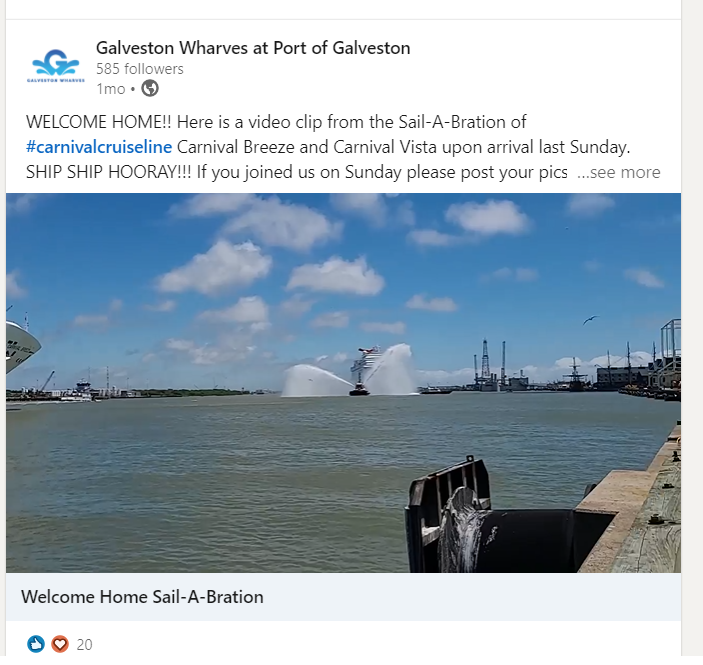 Galveston Wharves at Port of Galveston
GALVESTON WHARVES
585 followers
1mo •
WELCOME HOME!! Here is a video clip from the Sail-A-Bration of
#carnivalcruiseline Carnival Breeze and Carnival Vista upon arrival last Sunday.
SHIP SHIP HOORAY!!! If you joined us on Sunday please post your pics ...see more
Welcome Home Sail-A-Bration
20